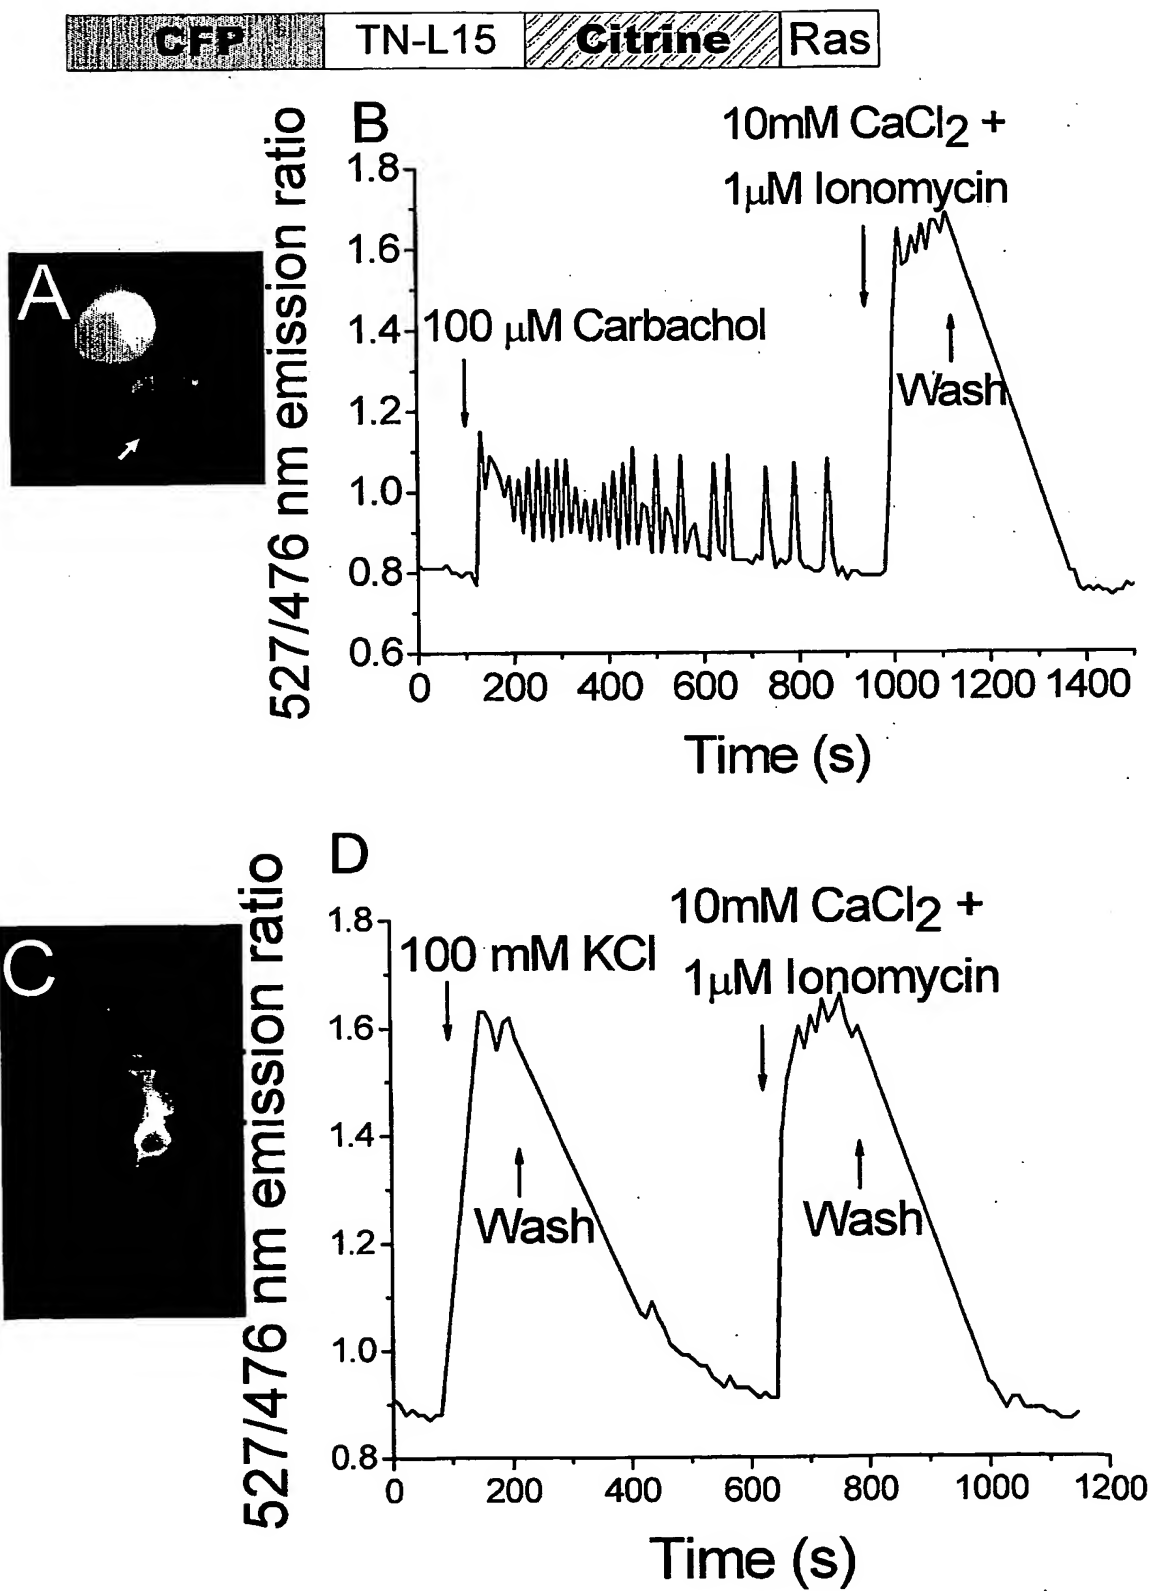 CFP TN-L15 Citrine Ras
A
B
10mM CaCl2 +
1μM Ionomycin
100 μM Carbachol
Wash
527/476 nm emission ratio
1.8
1.6
1.4
1.2
1.0
0.8
0.6
0 200 400 600 800 1000 1200 1400
Time (s)
C
D
10mM CaCl2 +
100 mM KCl
1μM Ionomycin
Wash
Wash
527/476 nm emission ratio
1.8
1.6
1.4
1.2
1.0
0.8
0 200 400 600 800 1000 1200
Time (s)